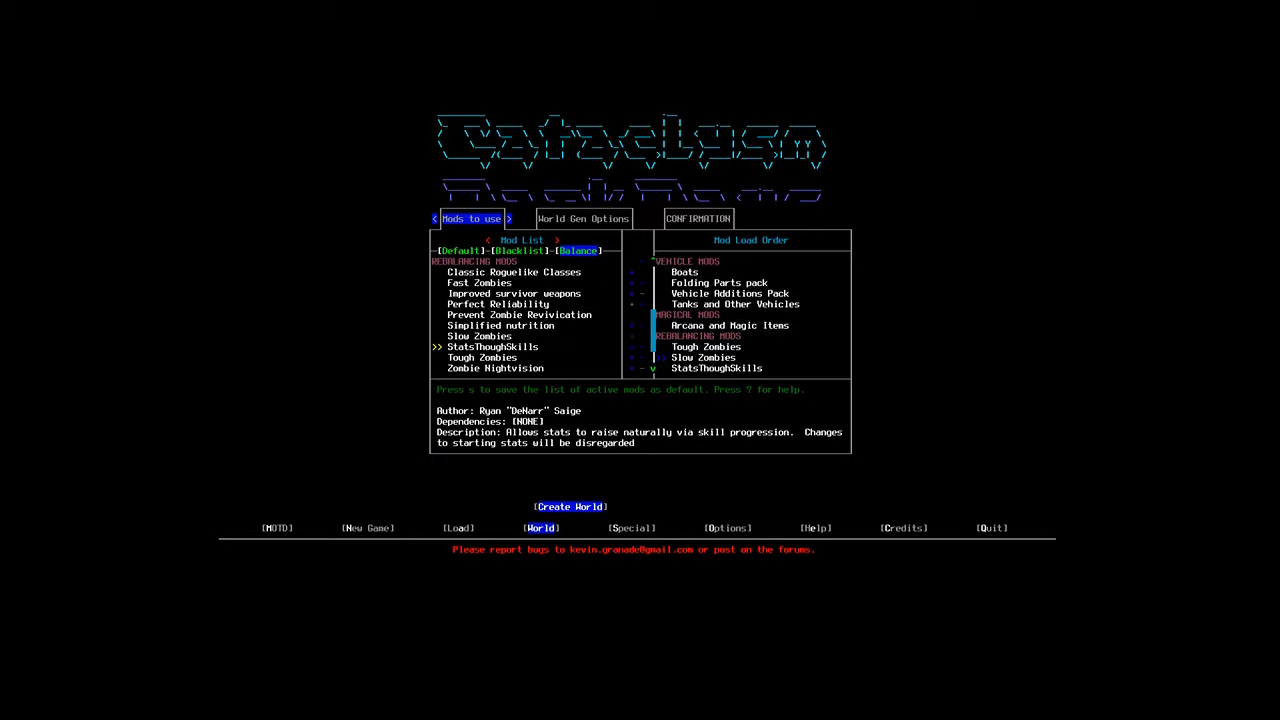 Cataclysm
< Mods to use >
World Gen Options
CONFIRMATION
< Mod List >
[Default]-[Blacklist]-[Balance]
REBALANCING MODS
Classic Roguelike Classes
Fast Zombies
Improved survivor weapons
Perfect Reliability
Prevent Zombie Revivication
Simplified nutrition
Slow Zombies
>> StatsThoughSkills
Tough Zombies
Zombie Nightvision
Mod Load Order
VEHICLE MODS
Boats
Folding Parts pack
Vehicle Additions Pack
Tanks and Other Vehicles
MAGICAL MODS
Arcana and Magic Items
REBALANCING MODS
Tough Zombies
>> Slow Zombies
StatsThoughSkills
Press s to save the list of active mods as default. Press ? for help.
Author: Ryan "DeNarr" Saige
Dependencies: [NONE]
Description: Allows stats to raise naturally via skill progression.  Changes
to starting stats will be disregarded
[Create World]
[MOTD] [New Game] [Load] [World] [Special] [Options] [Help] [Credits] [Quit]
Please report bugs to kevin.granade@gmail.com or post on the forums.